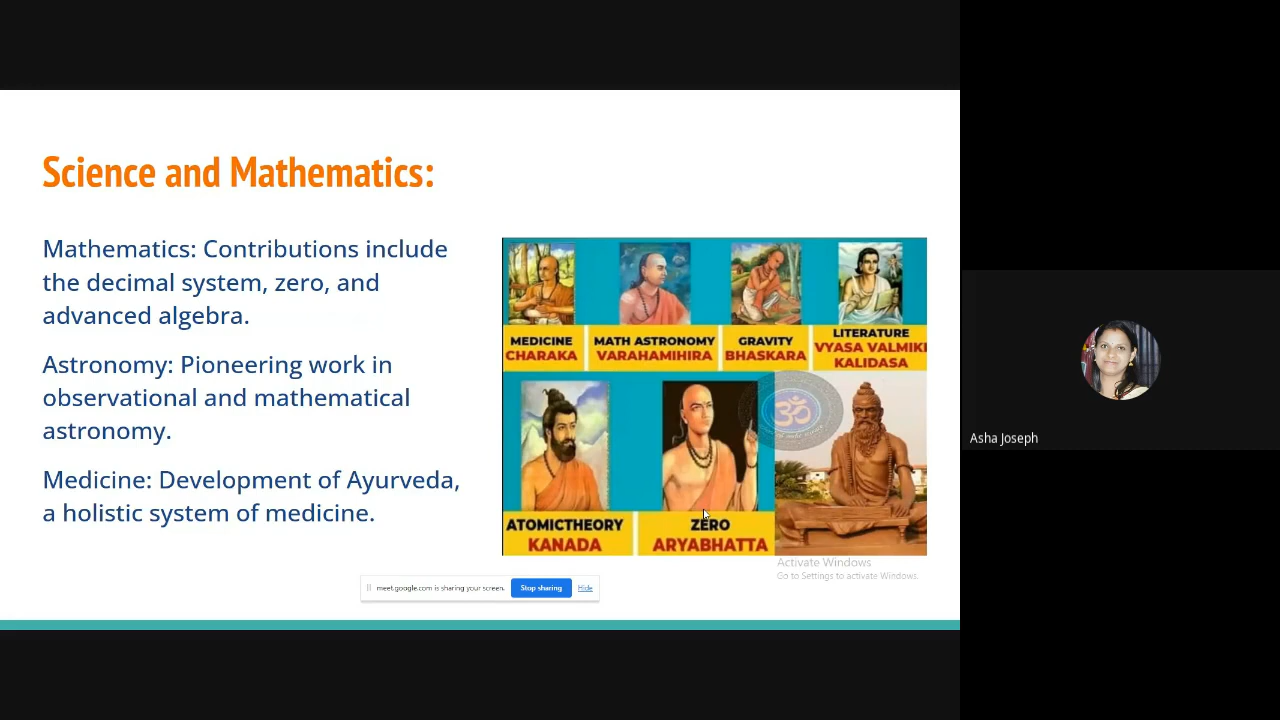 Science and Mathematics:
Mathematics: Contributions include
the decimal system, zero, and
advanced algebra.
Astronomy: Pioneering work in
observational and mathematical
astronomy.
Medicine: Development of Ayurveda,
a holistic system of medicine.
MEDICINE
CHARAKA
MATH ASTRONOMY
VARAHAMIHIRA
GRAVITY
BHASKARA
LITERATURE
VYASA VALMIKI
KALIDASA
ॐ
ATOMICTHEORY
KANADA
ZERO
ARYABHATTA
Activate Windows
Go to Settings to activate Windows.
meet.google.com is sharing your screen.
Stop sharing
Hide
Asha Joseph